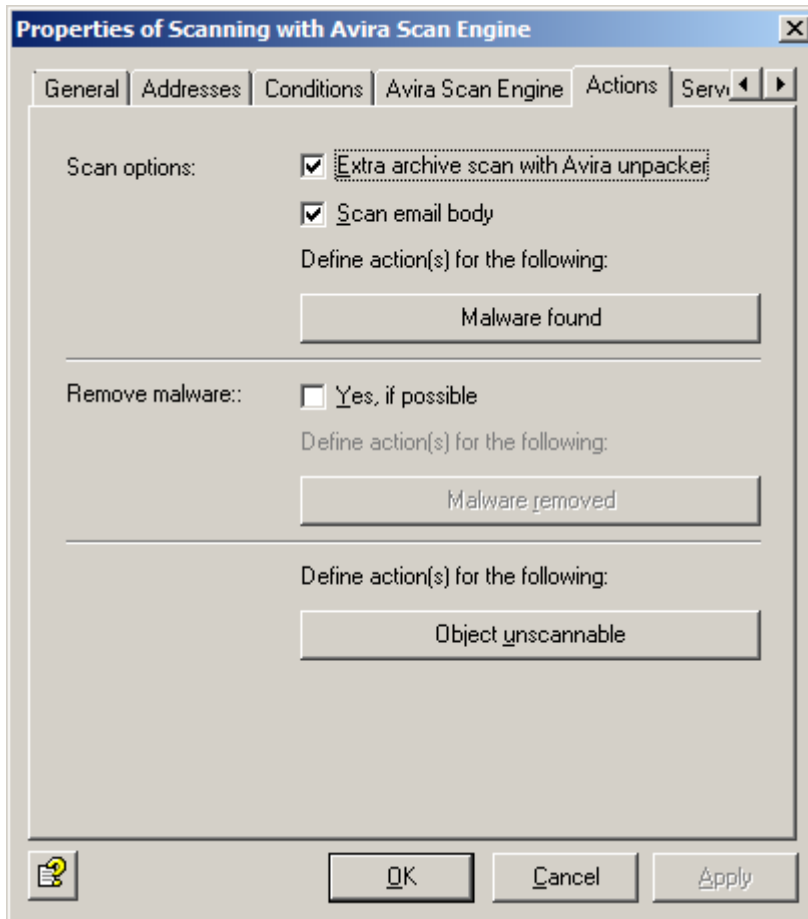 Properties of Scanning with Avira Scan Engine
General Addresses Conditions Avira Scan Engine Actions Serv
Scan options: Extra archive scan with Avira unpacker
Scan email body
Define action(s) for the following:
Malware found
Remove malware:: Yes, if possible
Define action(s) for the following:
Malware removed
Define action(s) for the following:
Object unscannable
OK Cancel Apply